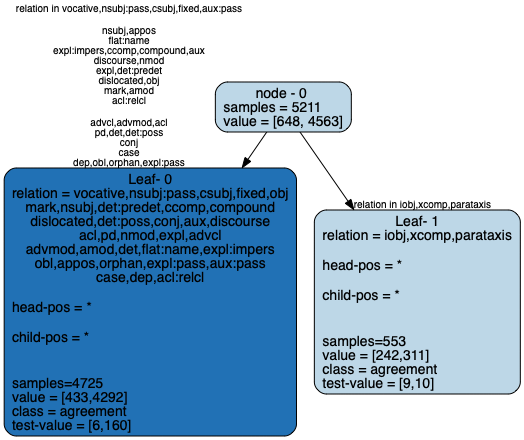 relation in vocative,nsubj:pass,csubj,fixed,aux:pass
nsubj,appos
flat:name
expl:impers,ccomp,compound,aux
discourse,nmod
expl,det:predet
dislocated,obj
mark,amod
acl:relcl
advcl,advmod,acl
pd,det,det:poss
conj
case
dep,obl,orphan,expl:pass
node - 0
samples = 5211
value = [648, 4563]
Leaf- 0
relation = vocative,nsubj:pass,csubj,fixed,obj
mark,nsubj,det:predet,ccomp,compound
dislocated,det:poss,conj,aux,discourse
acl,pd,nmod,expl,advcl
advmod,amod,det,flat:name,expl:impers
obl,appos,orphan,expl:pass,aux:pass
case,dep,acl:relcl
head-pos = *
child-pos = *
samples=4725
value = [433,4292]
class = agreement
test-value = [6,160]
relation in iobj,xcomp,parataxis
Leaf- 1
relation = iobj,xcomp,parataxis
head-pos = *
child-pos = *
samples=553
value = [242,311]
class = agreement
test-value = [9,10]